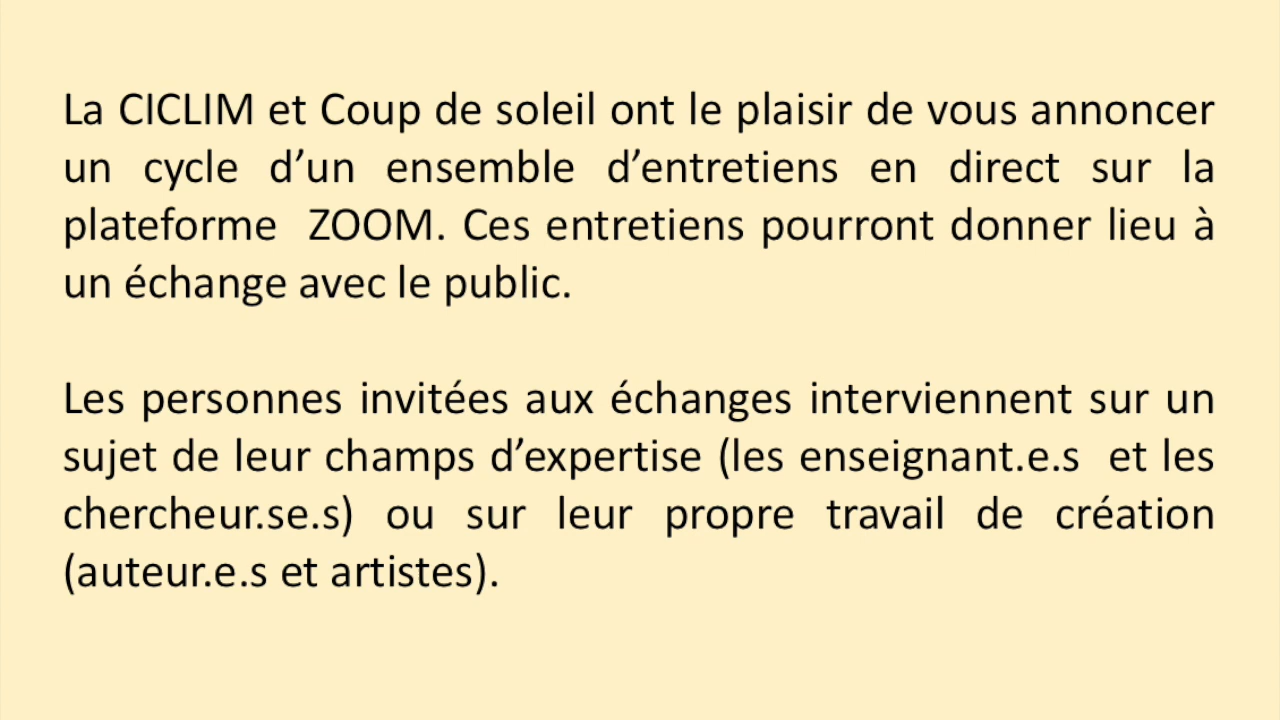 La CICLIM et Coup de soleil ont le plaisir de vous annoncer
un cycle d’un ensemble d’entretiens en direct sur la
plateforme ZOOM. Ces entretiens pourront donner lieu à
un échange avec le public.
Les personnes invitées aux échanges interviennent sur un
sujet de leur champs d’expertise (les enseignant.e.s et les
chercheur.se.s) ou sur leur propre travail de création
(auteur.e.s et artistes).